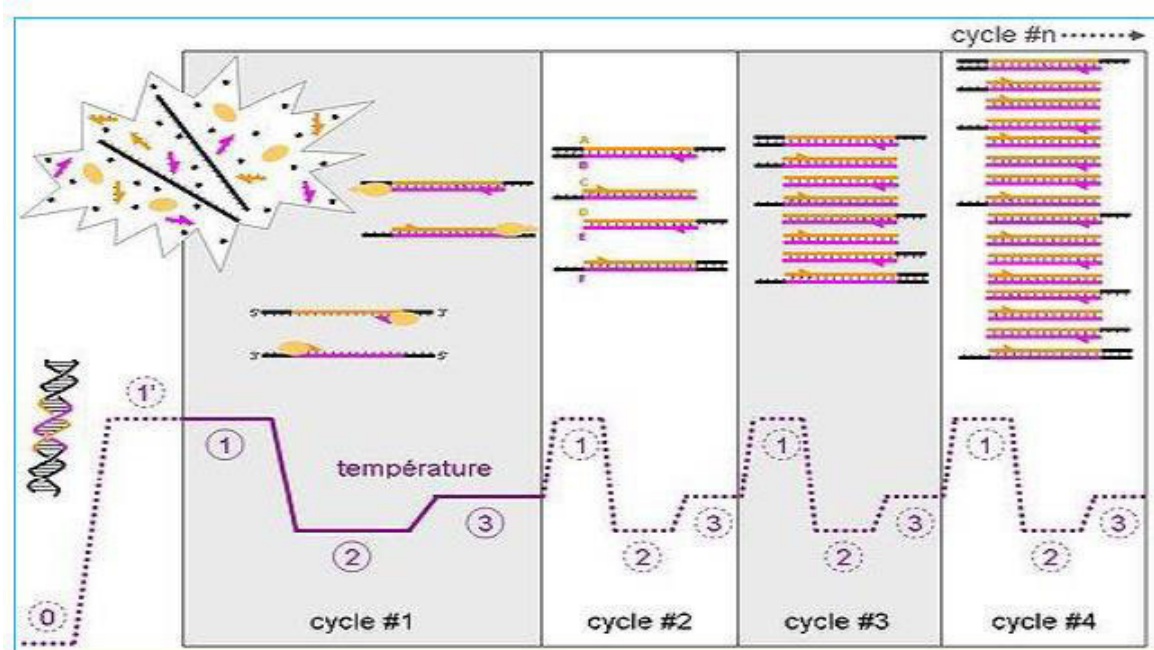 cycle #n
A
B
C
D
E
F
5' 3'
3' 5'
1'
1 1 1 1
température
3 3 3 3
2 2 2 2
0
cycle #1 cycle #2 cycle #3 cycle #4